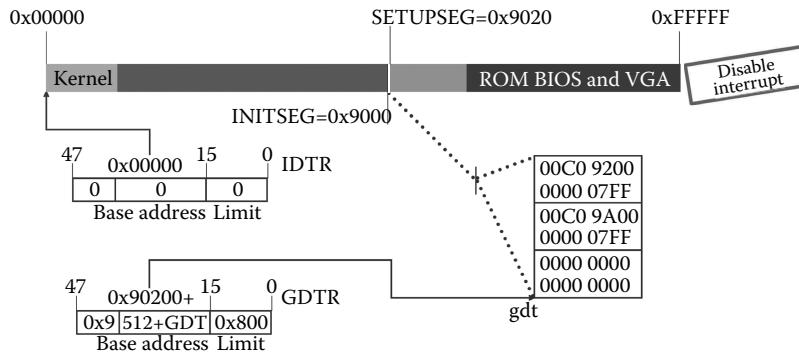 0x00000 SETUPSEG=0x9020 0xFFFFF
Kernel ROM BIOS and VGA Disable
interrupt
INITSEG=0x9000
47 0x00000 15 0 IDTR
0 0 0
Base address Limit
00C0 9200
0000 07FF
00C0 9A00
0000 07FF
0000 0000
0000 0000
47 0x90200+ 15 0 GDTR
0x9 512+GDT 0x800
Base address Limit
gdt